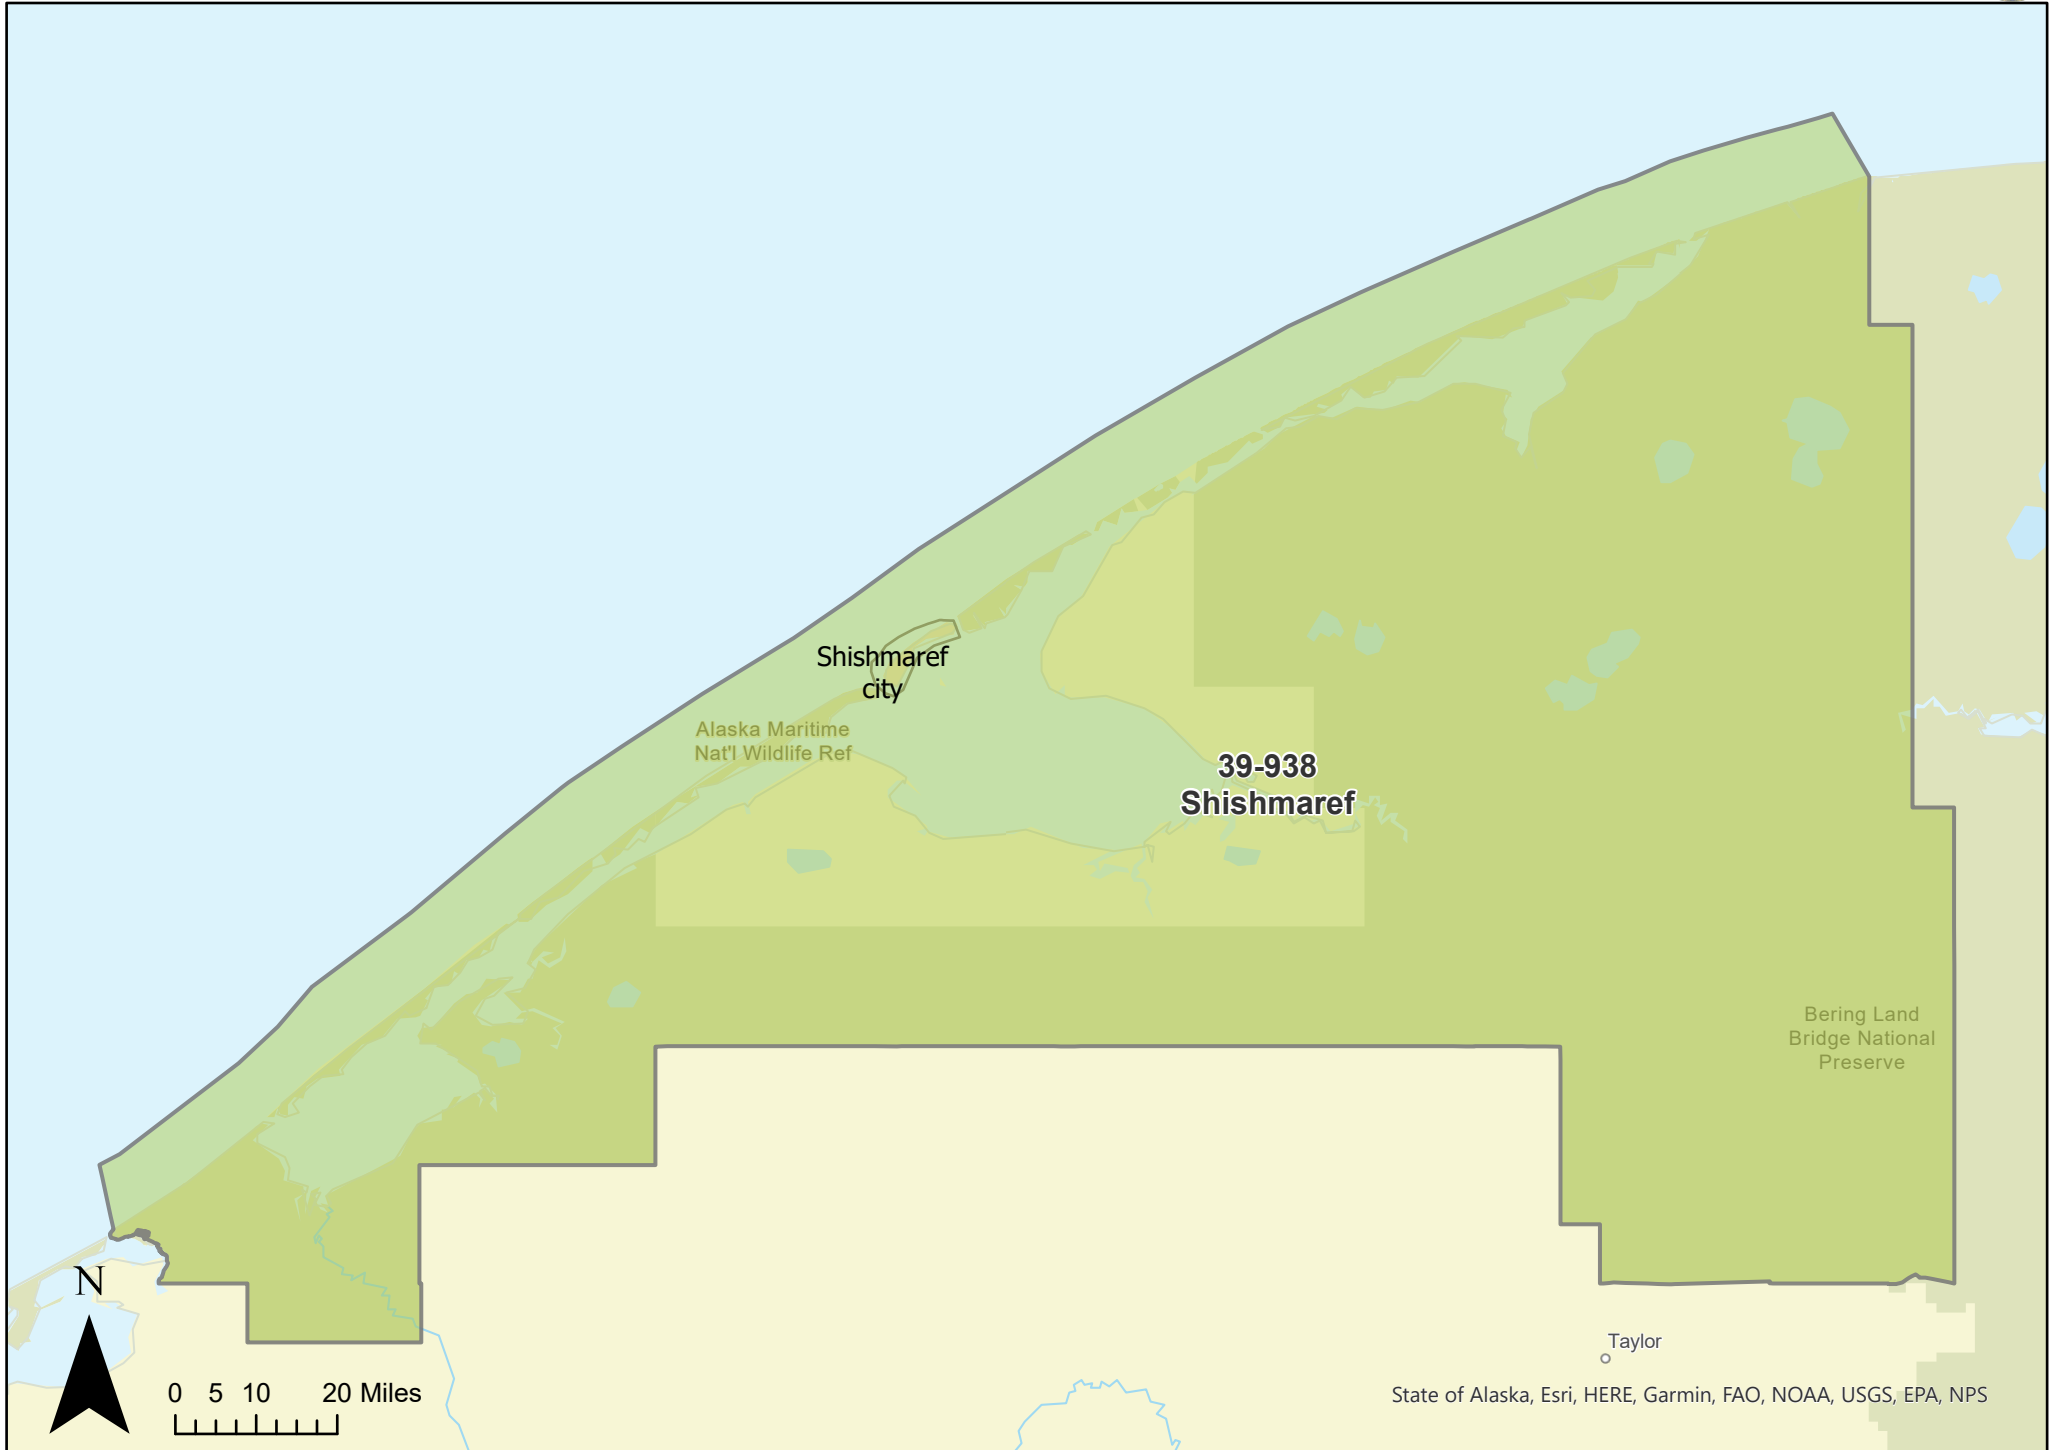 Shishmaref
city
Alaska Maritime
Nat'l Wildlife Ref
39-938
Shishmaref
Bering Land
Bridge National
Preserve
N
Taylor
0 5 10 20 Miles
State of Alaska, Esri, HERE, Garmin, FAO, NOAA, USGS, EPA, NPS